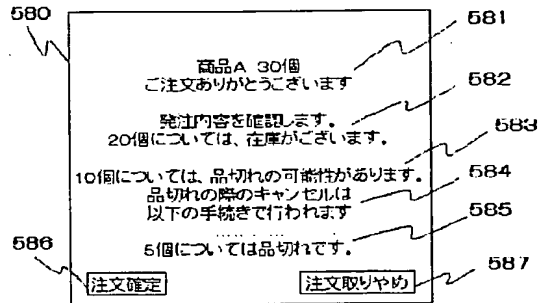 580
581
商品A 30個
ご注文ありがとうございます
582
発注内容を確認します。
20個については、在庫がございます。
583
10個については、品切れの可能性があります。
584
品切れの際のキャンセルは
以下の手続きで行われます
……
585
5個については品切れです。
586
注文確定
注文取りやめ
587